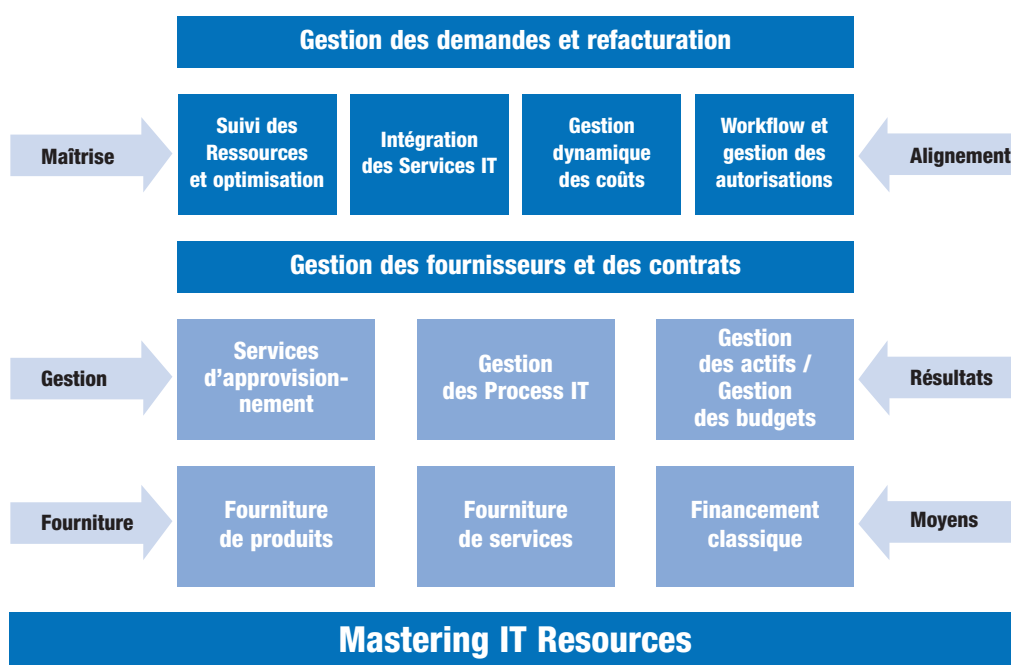 Gestion des demandes et refacturation
Maîtrise
Suivi des
Ressources
et optimisation
Intégration
des Services IT
Gestion
dynamique
des coûts
Workflow et
gestion des
autorisations
Alignement
Gestion des fournisseurs et des contrats
Gestion
Services
d'approvision-
nement
Gestion
des Process IT
Gestion
des actifs /
Gestion
des budgets
Résultats
Fourniture
Fourniture
de produits
Fourniture
de services
Financement
classique
Moyens
Mastering IT Resources